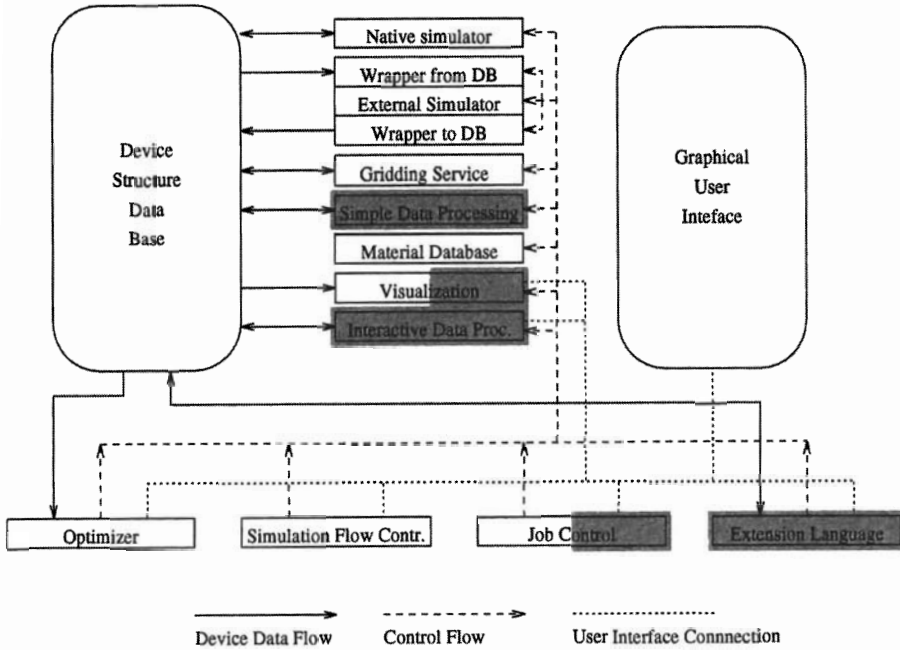 Native simulator
Wrapper from DB
External Simulator
Wrapper to DB
Gridding Service
Simple Data Processing
Material Database
Visualization
Interactive Data Proc.
Device
Structure
Data
Base
Graphical
User
Inteface
Optimizer
Simulation Flow Contr.
Job Control
Extension Language
Device Data Flow
Control Flow
User Interface Connnection